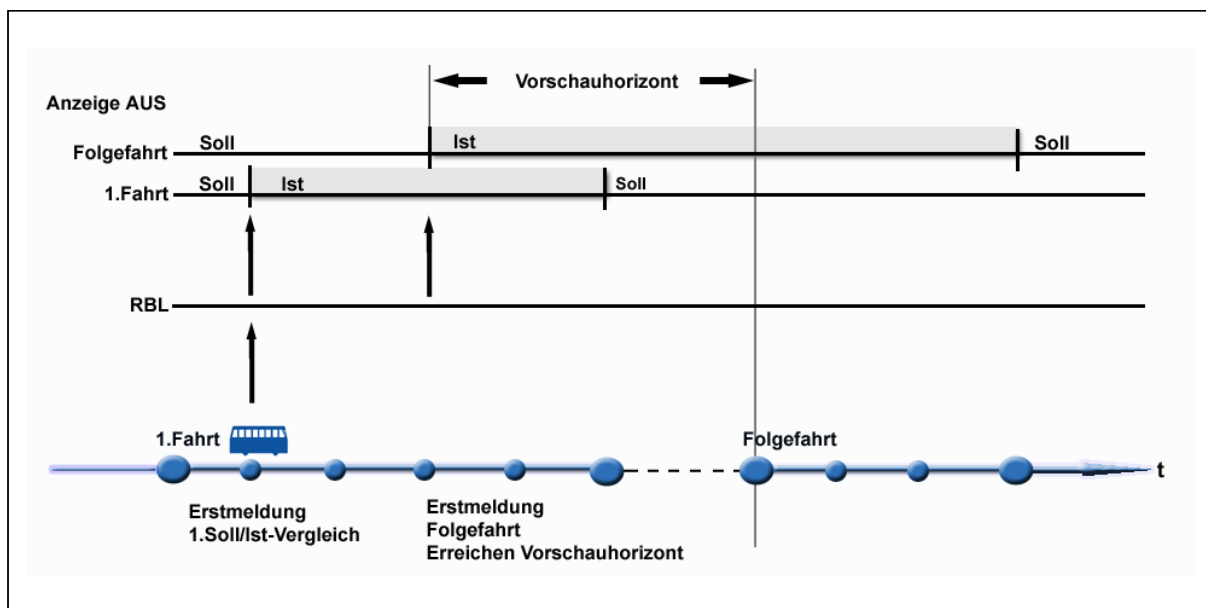 Vorschauhorizont
Anzeige AUS
Soll Ist Soll
Folgefahrt
Soll Ist Soll
1.Fahrt
RBL
1.Fahrt Folgefahrt
t
Erstmeldung
1.Soll/Ist-Vergleich
Erstmeldung
Folgefahrt
Erreichen Vorschauhorizont